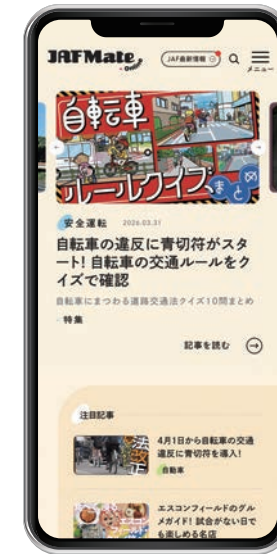 JAFMate
Online
JAF最新情報
メニュー
自転車
ルールクイズ
まとめ
安全運転 2026.03.31
自転車の違反に青切符がスタ
ート! 自転車の交通ルールをク
イズで確認
自転車にまつわる道路交通法クイズ10問まとめ
特集
記事を読む
注目記事
法改正
4月1日から自転車の交通
違反に青切符を導入!
自動車
エスコンフィールドのグル
メガイド! 試合がない日で
も楽しめる名店